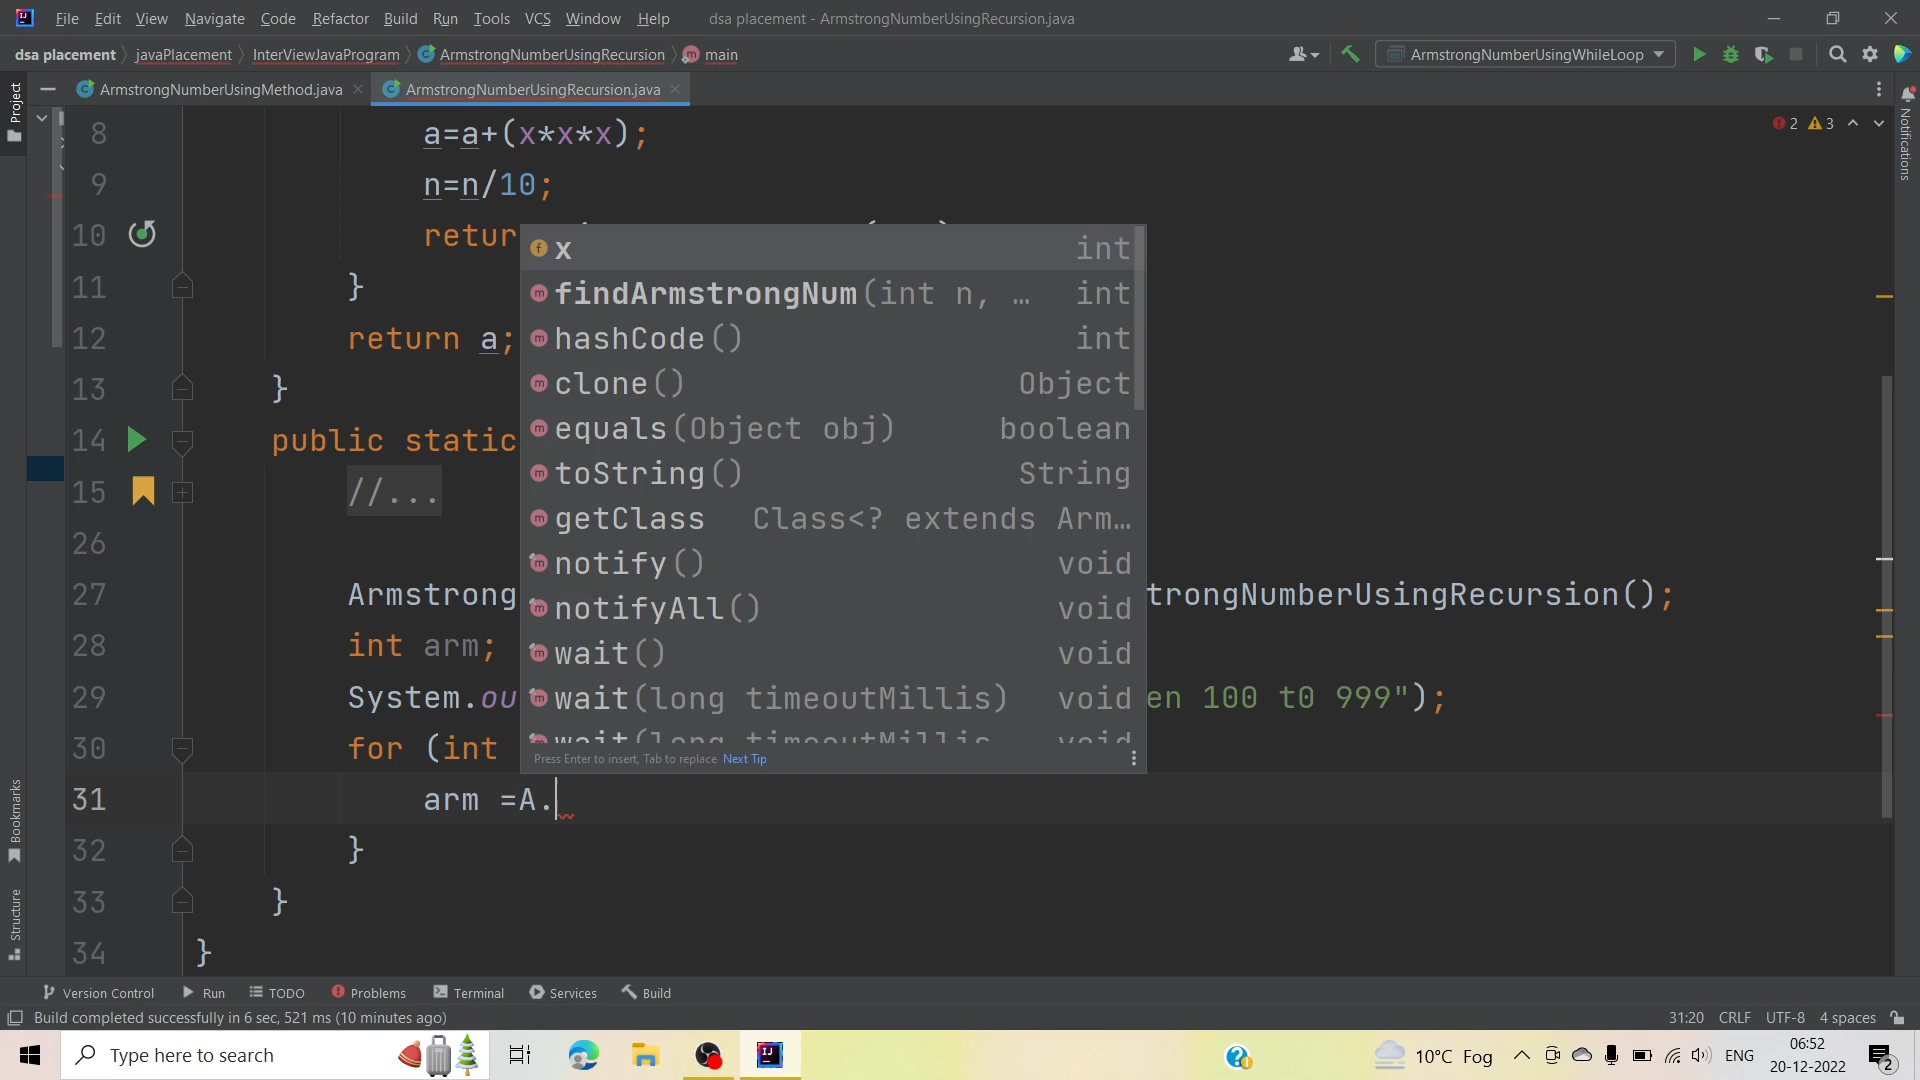 File Edit View Navigate Code Refactor Build Run Tools VCS Window Help dsa placement - ArmstrongNumberUsingRecursion.java
dsa placement javaPlacement InterViewJavaProgram ArmstrongNumberUsingRecursion main ArmstrongNumberUsingWhileLoop
Project ArmstrongNumberUsingMethod.java ArmstrongNumberUsingRecursion.java
Notifications
2 3
8 a=a+(x*x*x);
9 n=n/10;
10 retur
11 }
12 return a;
13 }
14 public static
15 //...
26
27 Armstrong strongNumberUsingRecursion();
28 int arm;
29 System.ou en 100 t0 999");
30 for (int
31 arm =A.
32 }
33 }
34 }
x int
findArmstrongNum(int n, … int
hashCode() int
clone() Object
equals(Object obj) boolean
toString() String
getClass Class<? extends Arm…
notify() void
notifyAll() void
wait() void
wait(long timeoutMillis) void
wait(long timeoutMillis, void
Press Enter to insert, Tab to replace Next Tip
Bookmarks
Structure
Version Control Run TODO Problems Terminal Services Build
Build completed successfully in 6 sec, 521 ms (10 minutes ago) 31:20 CRLF UTF-8 4 spaces
Type here to search 10°C Fog ENG 06:52
20-12-2022 2